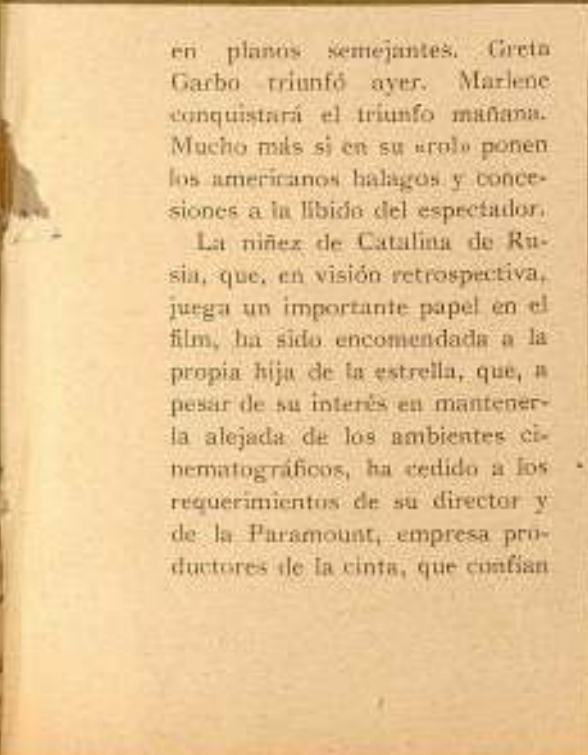 en planos semejantes. Greta
Garbo triunfó ayer. Marlene
conquistará el triunfo mañana.
Mucho más si en su «rol» ponen
los americanos halagos y conce-
siones a la libido del espectador.
La niñez de Catalina de Ru-
sia, que, en visión retrospectiva,
juega un importante papel en el
film, ha sido encomendada a la
propia hija de la estrella, que, a
pesar de su interés en mantener-
la alejada de los ambientes ci-
nematográficos, ha cedido a los
requerimientos de su director y
de la Paramount, empresa pro-
ductores de la cinta, que confían